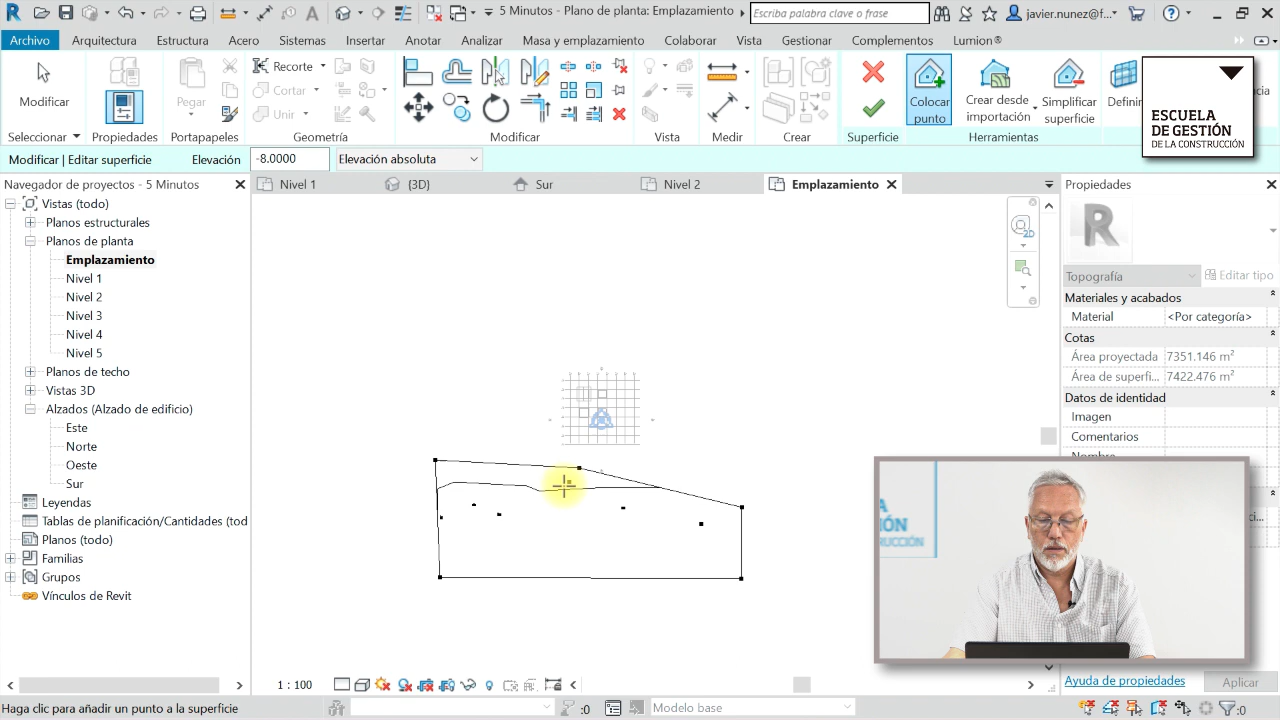 5 Minutos - Plano de planta: Emplazamiento
Escriba palabra clave o frase
javier.nunez@f...
Archivo
Arquitectura
Estructura
Acero
Sistemas
Insertar
Anotar
Analizar
Masa y emplazamiento
Colaborar
Vista
Gestionar
Complementos
Lumion®
Modificar
Pegar
Recorte
Cortar
Unir
Colocar
punto
Crear desde
importación
Simplificar
superficie
Defini
Seleccionar
Propiedades
Portapapeles
Geometría
Modificar
Vista
Medir
Crear
Superficie
Herramientas
ESCUELA
DE GESTIÓN
DE LA CONSTRUCCIÓN
Modificar | Editar superficie
Elevación
-8.0000
Elevación absoluta
Navegador de proyectos - 5 Minutos
Nivel 1
{3D}
Sur
Nivel 2
Emplazamiento
Propiedades
Vistas (todo)
Planos estructurales
Planos de planta
Emplazamiento
Nivel 1
Nivel 2
Nivel 3
Nivel 4
Nivel 5
Planos de techo
Vistas 3D
Alzados (Alzado de edificio)
Este
Norte
Oeste
Sur
Leyendas
Tablas de planificación/Cantidades (tod
Planos (todo)
Familias
Grupos
Vínculos de Revit
2D
R
Topografía
Editar tipo
Materiales y acabados
Material
<Por categoría>
Cotas
Área proyectada
7351.146 m²
Área de superfi...
7422.476 m²
Datos de identidad
Imagen
Comentarios
Ayuda de propiedades
Aplicar
1 : 100
Haga clic para añadir un punto a la superficie
:0
Modelo base
:0